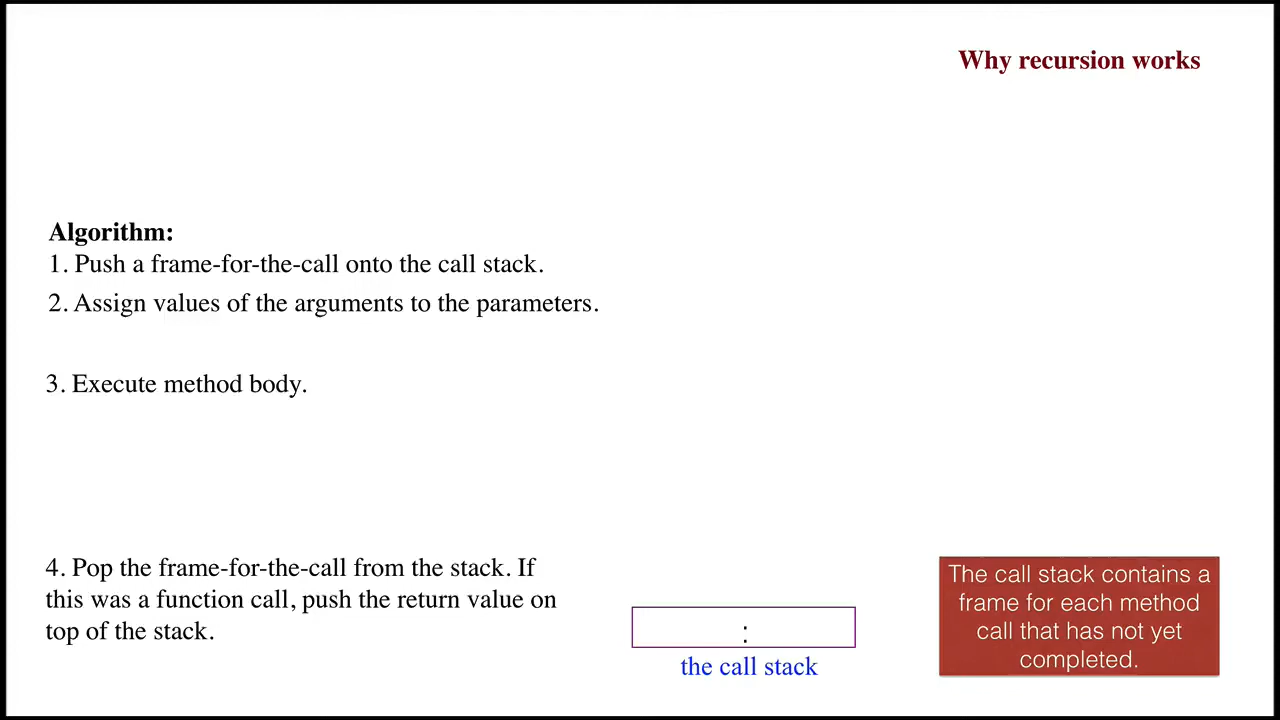 Why recursion works
Algorithm:
1. Push a frame-for-the-call onto the call stack.
2. Assign values of the arguments to the parameters.
3. Execute method body.
4. Pop the frame-for-the-call from the stack. If
this was a function call, push the return value on
top of the stack.
:
the call stack
The call stack contains a
frame for each method
call that has not yet
completed.